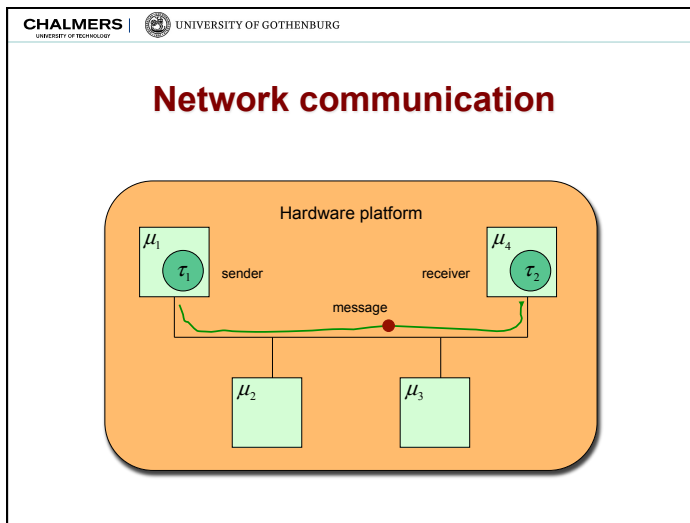 CHALMERS | UNIVERSITY OF GOTHENBURG
UNIVERSITY OF TECHNOLOGY
Network communication
Hardware platform
μ1
μ4
τ1 sender
receiver τ2
message
μ2
μ3